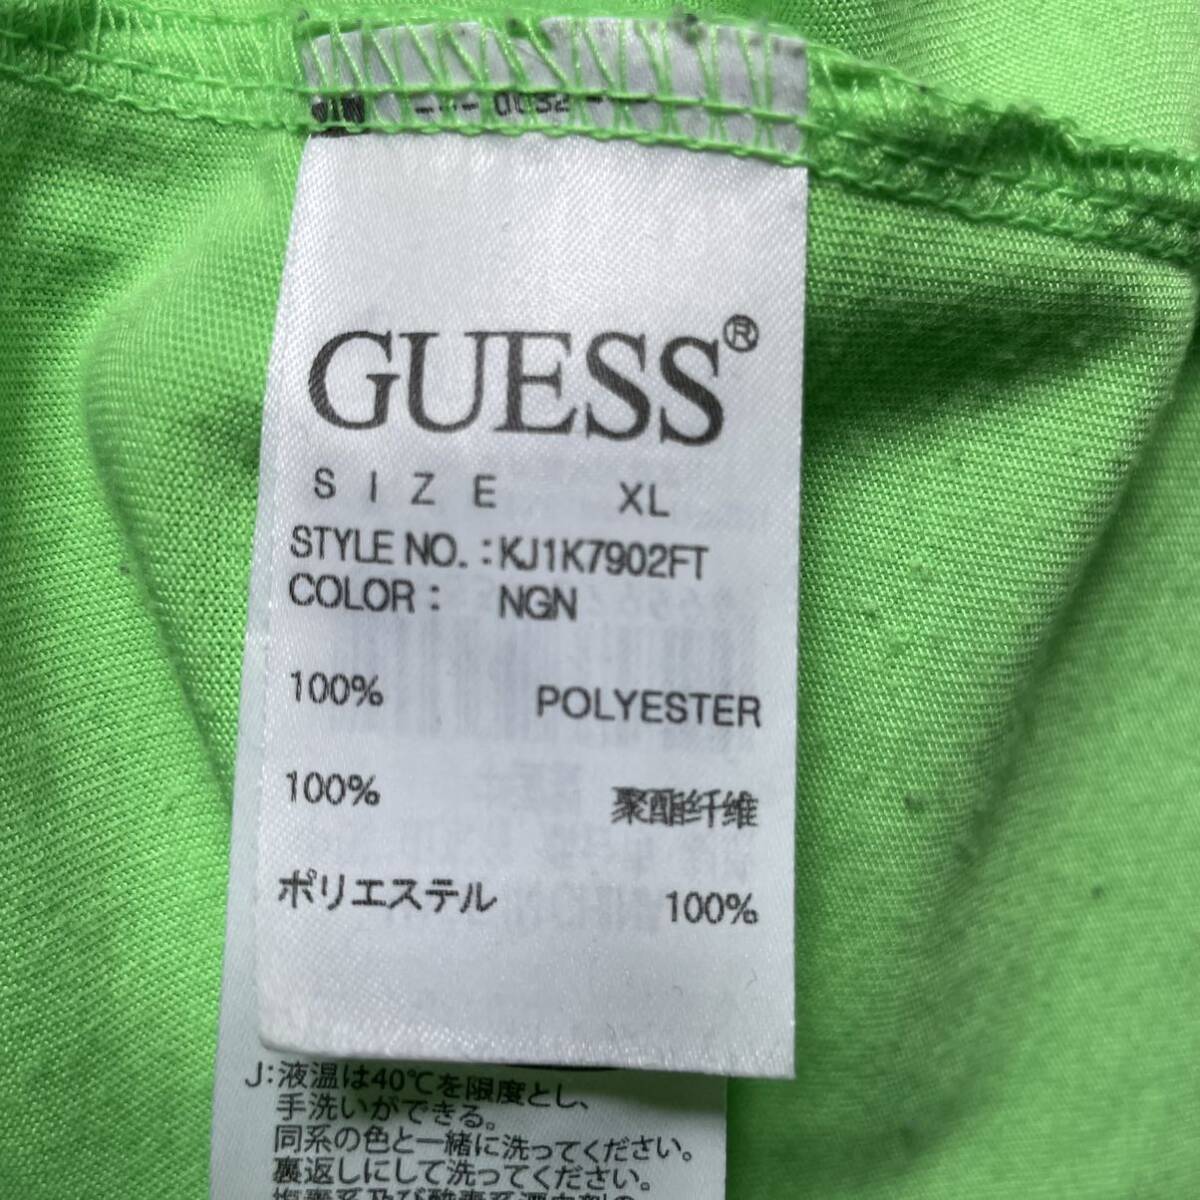 GUESS®
SIZE XL
STYLE NO. : KJ1K7902FT
COLOR : NGN
100% POLYESTER
100% 聚酯纤维
ポリエステル 100%
J:液温は40℃を限度とし、
手洗いができる。
同系の色と一緒に洗ってください。
裏返しにして洗ってください。